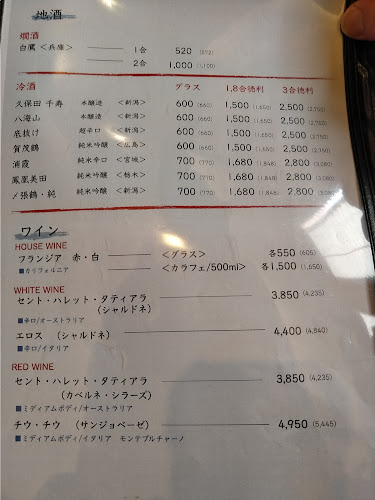 地酒
燗酒
白鷹<兵庫> 1合 520 (572)
2合 1,000 (1,100)
冷酒 グラス 1,8合徳利 3合徳利
久保田 千寿 本醸造 <新潟> 600 (660) 1,500 (1,650) 2,500 (2,750)
八海山 本醸造 <新潟> 600 (660) 1,500 (1,650) 2,500 (2,750)
底抜け 超辛口 <新潟> 600 (660) 1,500 (1,650) 2,500 (2,750)
賀茂鶴 純米吟醸 <広島> 600 (660) 1,500 (1,650) 2,500 (2,750)
浦霞 純米辛口 <宮城> 700 (770) 1,680 (1,848) 2,800 (3,080)
鳳凰美田 純米吟醸 <栃木> 700 (770) 1,680 (1,848) 2,800 (3,080)
〆張鶴・純 純米吟醸 <新潟> 700 (770) 1,680 (1,848) 2,800 (3,080)
ワイン
HOUSE WINE
フランジア 赤・白 <グラス> 各550 (605)
■カリフォルニア <カラフェ/500ml> 各1,500 (1,650)
WHITE WINE
セント・ハレット・タティアラ 3.850 (4,235)
(シャルドネ)
■辛口/オーストラリア
エロス (シャルドネ) 4,400 (4,840)
■辛口/イタリア
RED WINE
セント・ハレット・タティアラ 3,850 (4,235)
(カベルネ・シラーズ)
■ミディアムボディ/オーストラリア
チウ・チウ (サンジョベーゼ) 4,950 (5,445)
■ミディアムボディ/イタリア モンテプルチャーノ